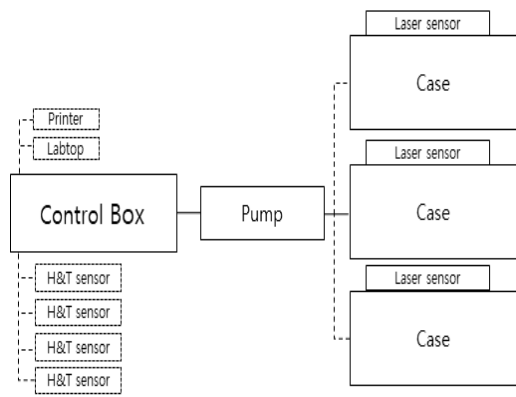 Laser sensor
Case
Printer
Labtop
Laser sensor
Control Box
Pump
Case
H&T sensor
H&T sensor
H&T sensor
H&T sensor
Laser sensor
Case